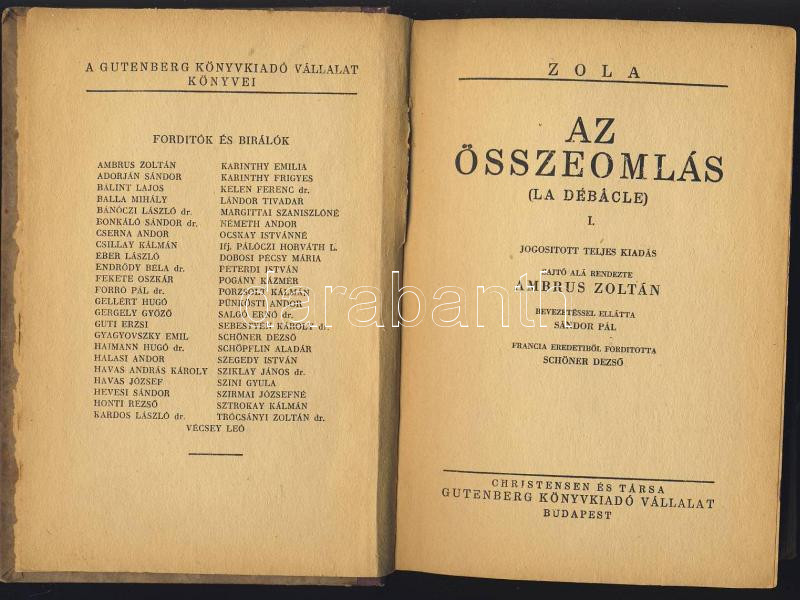 A GUTENBERG KÖNYVKIADÓ VÁLLALAT
KÖNYVEI
FORDITÓK ÉS BIRÁLÓK
AMBRUS ZOLTÁN
ADORJÁN SÁNDOR
BÁLINT LAJOS
BALLA MIHÁLY
BÁNÓCZI LÁSZLÓ dr.
BONKÁLÓ SÁNDOR dr.
CSERNA ANDOR
CSILLAY KÁLMÁN
EBER LÁSZLÓ
ENDRŐDY BÉLA dr.
FEKETE OSZKÁR
FORRÓ PÁL dr.
GELLÉRT HUGÓ
GERGELY GYŐZŐ
GUTI ERZSI
GYAGYOVSZKY EMIL
HAJMANN HUGÓ dr.
HALASI ANDOR
HAVAS ANDRÁS KÁROLY
HAVAS JÓZSEF
HEVESI SÁNDOR
HONTI REZSŐ
KARDOS LÁSZLÓ dr.
KARINTHY EMILIA
KARINTHY FRIGYES
KELEN FERENC dr.
LÁNDOR TIVADAR
MARGITTAI SZANISZLÓNÉ
NÉMETH ANDOR
OCSKAY ISTVÁNNÉ
Ifj. PÁLÓCZI HORVÁTH L.
DOBOSI PÉCSY MÁRIA
PETERDI ISTVÁN
POGÁNY KÁZMÉR
PORZSOLT KÁLMÁN
PÜNKÖSTI ANDOR
SALGÓ ERNŐ dr.
SEBESTYÉN KÁROLY dr.
SCHÖNER DEZSŐ
SCHÖPFLIN ALADÁR
SZEGEDY ISTVÁN
SZIKLAY JÁNOS dr.
SZINI GYULA
SZIRMAI JÓZSEFNÉ
SZTROKAY KÁLMÁN
TRÓCSÁNYI ZOLTÁN dr.
VÉCSEY LEÓ
ZOLA
AZ
ÖSSZEOMLÁS
(LA DÉBÂCLE)
I.
JOGOSITOTT TELJES KIADÁS
SAJTÓ ALÁ RENDEZTE
AMBRUS ZOLTÁN
BEVEZETÉSSEL ELLÁTTA
SÁNDOR PÁL
FRANCIA EREDETIBŐL FORDITOTTA
SCHÖNER DEZSŐ
CHRISTENSEN ÉS TÁRSA
GUTENBERG KÖNYVKIADÓ VÁLLALAT
BUDAPEST
darabanth